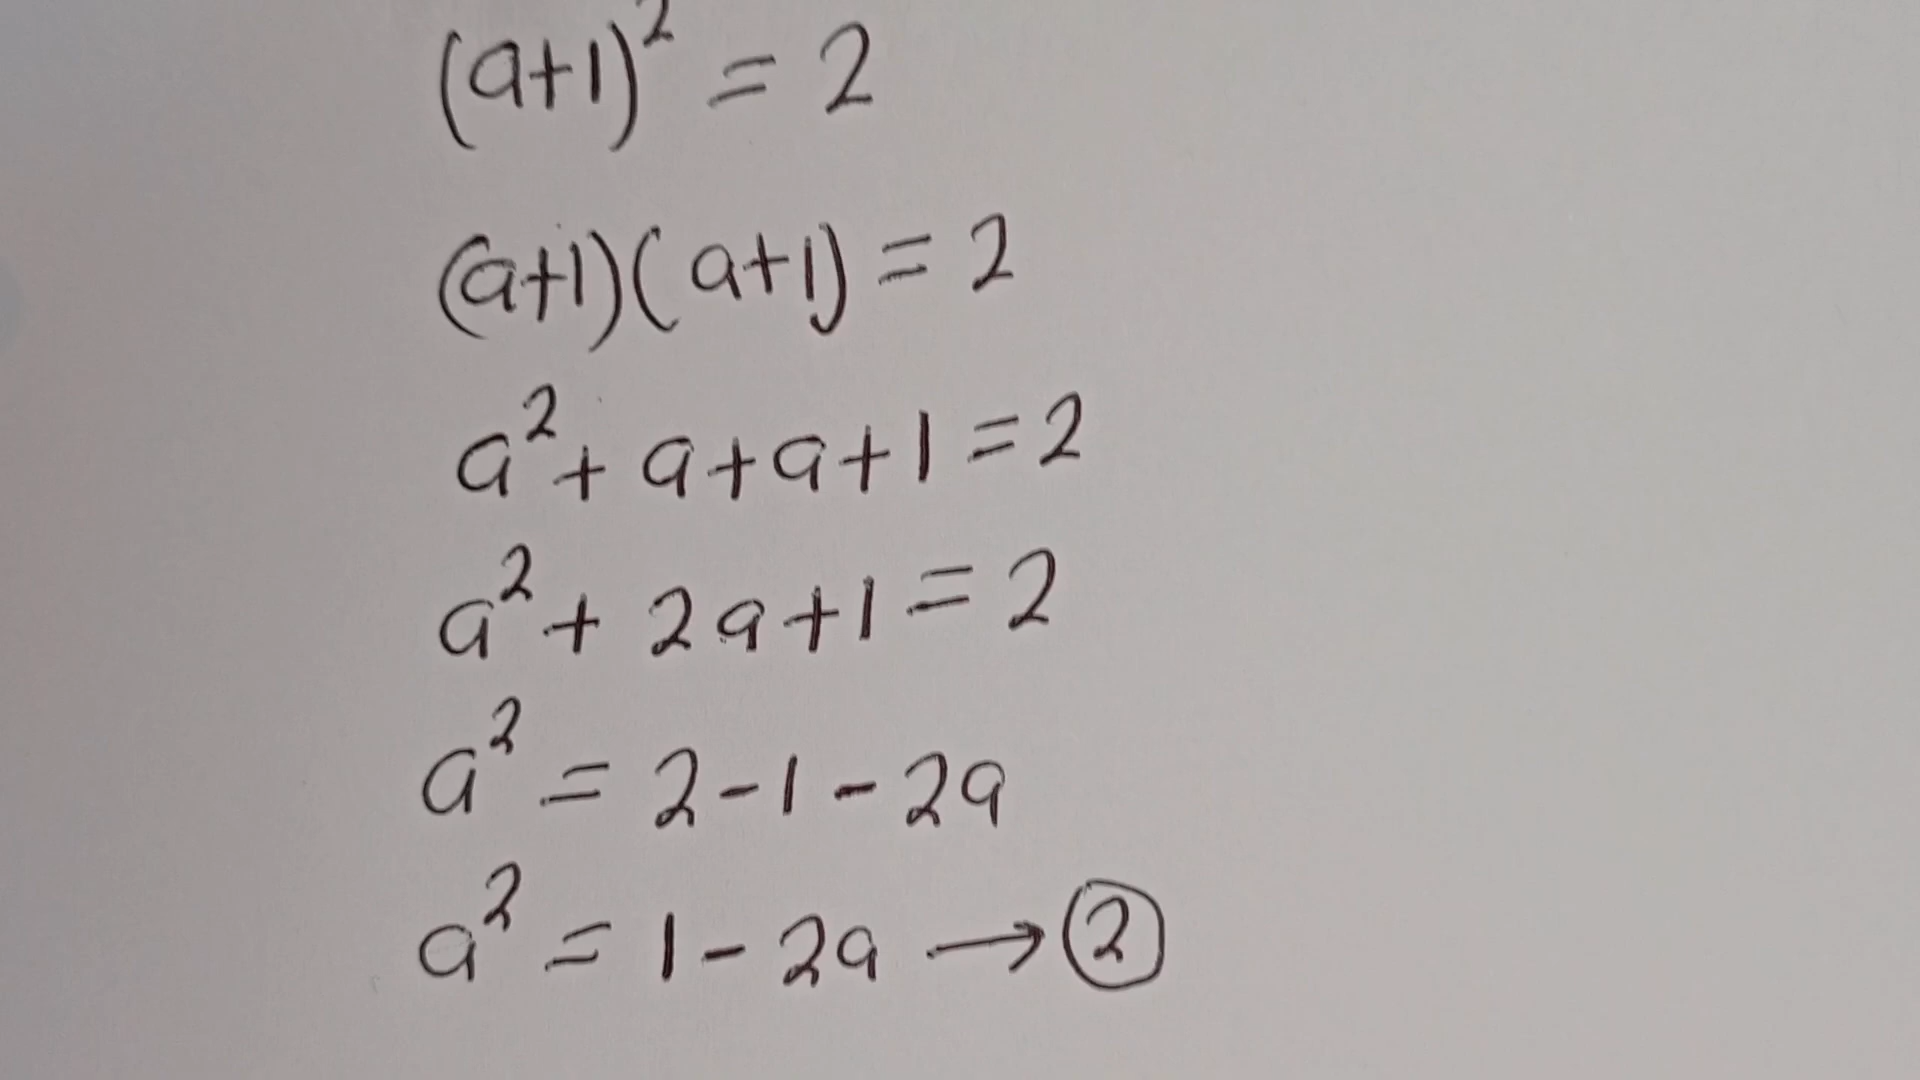 (a+1)² = 2
(a+1)(a+1) = 2
a² + a + a + 1 = 2
a² + 2a + 1 = 2
a² = 2 - 1 - 2a
a² = 1 - 2a → ②